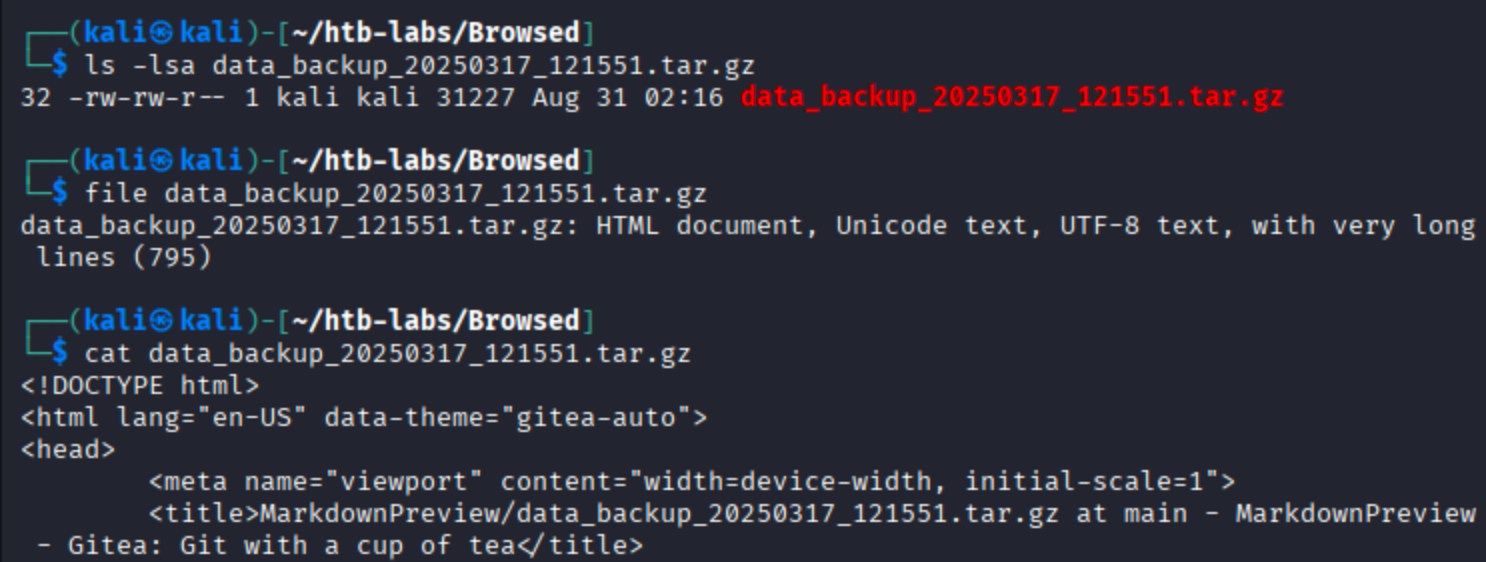 ┌──(kali㉿kali)-[~/htb-labs/Browsed]
└─$ ls -lsa data_backup_20250317_121551.tar.gz
32 -rw-rw-r-- 1 kali kali 31227 Aug 31 02:16 data_backup_20250317_121551.tar.gz
┌──(kali㉿kali)-[~/htb-labs/Browsed]
└─$ file data_backup_20250317_121551.tar.gz
data_backup_20250317_121551.tar.gz: HTML document, Unicode text, UTF-8 text, with very long
 lines (795)
┌──(kali㉿kali)-[~/htb-labs/Browsed]
└─$ cat data_backup_20250317_121551.tar.gz
<!DOCTYPE html>
<html lang="en-US" data-theme="gitea-auto">
<head>
        <meta name="viewport" content="width=device-width, initial-scale=1">
        <title>MarkdownPreview/data_backup_20250317_121551.tar.gz at main - MarkdownPreview
 - Gitea: Git with a cup of tea</title>